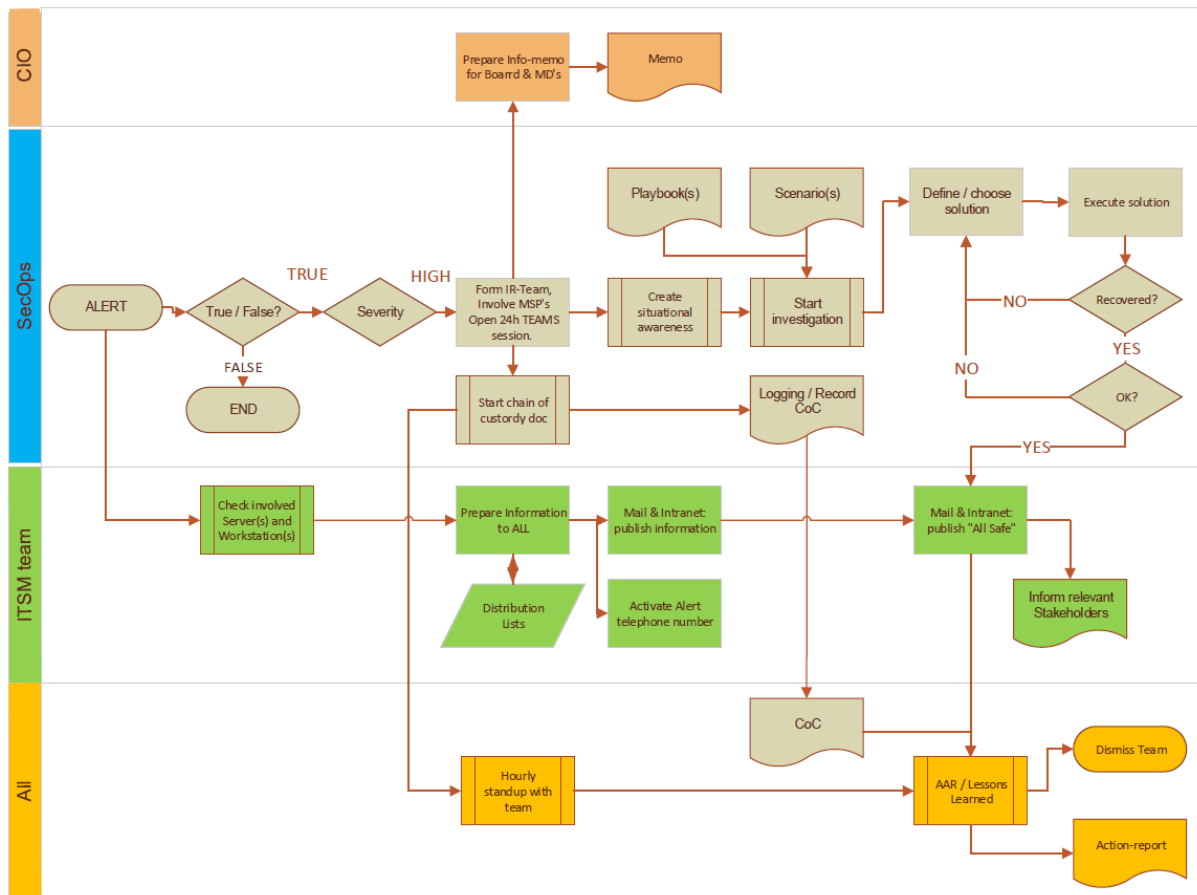 CIO
Prepare Info-memo
for Boarrd & MD's
Memo
SecOps
Playbook(s)
Scenario(s)
Define / choose
solution
Execute solution
TRUE
HIGH
ALERT
True / False?
Severity
Form IR-Team,
Involve MSP's
Open 24h TEAMS
session.
Create
situational
awareness
Start
investigation
NO
Recovered?
FALSE
YES
END
Start chain of
custordy doc
Logging / Record
CoC
NO
OK?
YES
ITSM team
Check involved
Server(s) and
Workstation(s)
Prepare Information
to ALL
Mail & Intranet:
publish information
Mail & Intranet:
publish "All Safe"
Distribution
Lists
Activate Alert
telephone number
Inform relevant
Stakeholders
All
CoC
Dismiss Team
Hourly
standup with
team
AAR / Lessons
Learned
Action-report